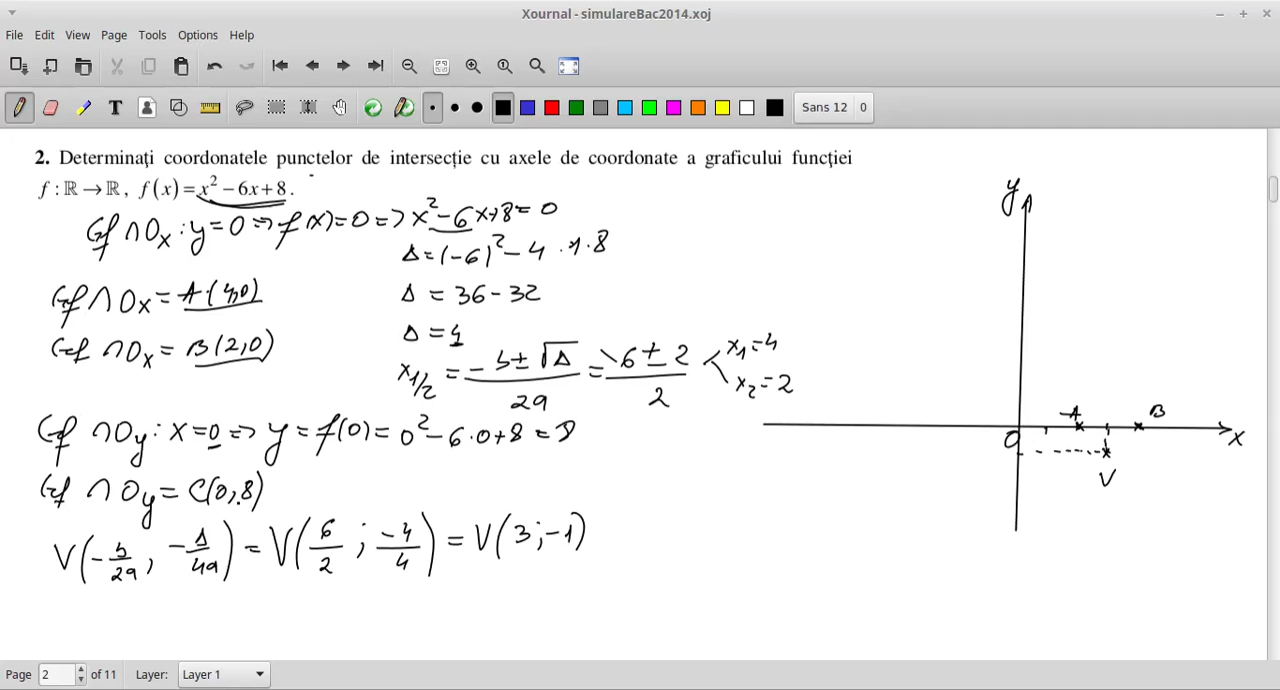 Xournal - simulareBac2014.xoj
File Edit View Page Tools Options Help
Sans 12 0
2. Determinați coordonatele punctelor de intersecție cu axele de coordonate a graficului funcției
f : ℝ → ℝ, f(x) = x² − 6x + 8 .
Gf ∩ Ox : y = 0 => f(x) = 0 => x² − 6x + 8 = 0
Δ = (−6)² − 4 · 1 · 8
Gf ∩ Ox = A(4,0)
Δ = 36 − 32
Gf ∩ Ox = B(2,0)
Δ = 4
x1/2 = (−b ± √Δ)/2a = (6 ± 2)/2
x1 = 4
x2 = 2
Gf ∩ Oy : x = 0 => y = f(0) = 0² − 6·0 + 8 = 8
Gf ∩ Oy = C(0,8)
V(−b/2a, −Δ/4a) = V(6/2 ; −4/4) = V(3;−1)
y
A B
O x
V
Page 2 of 11 Layer: Layer 1